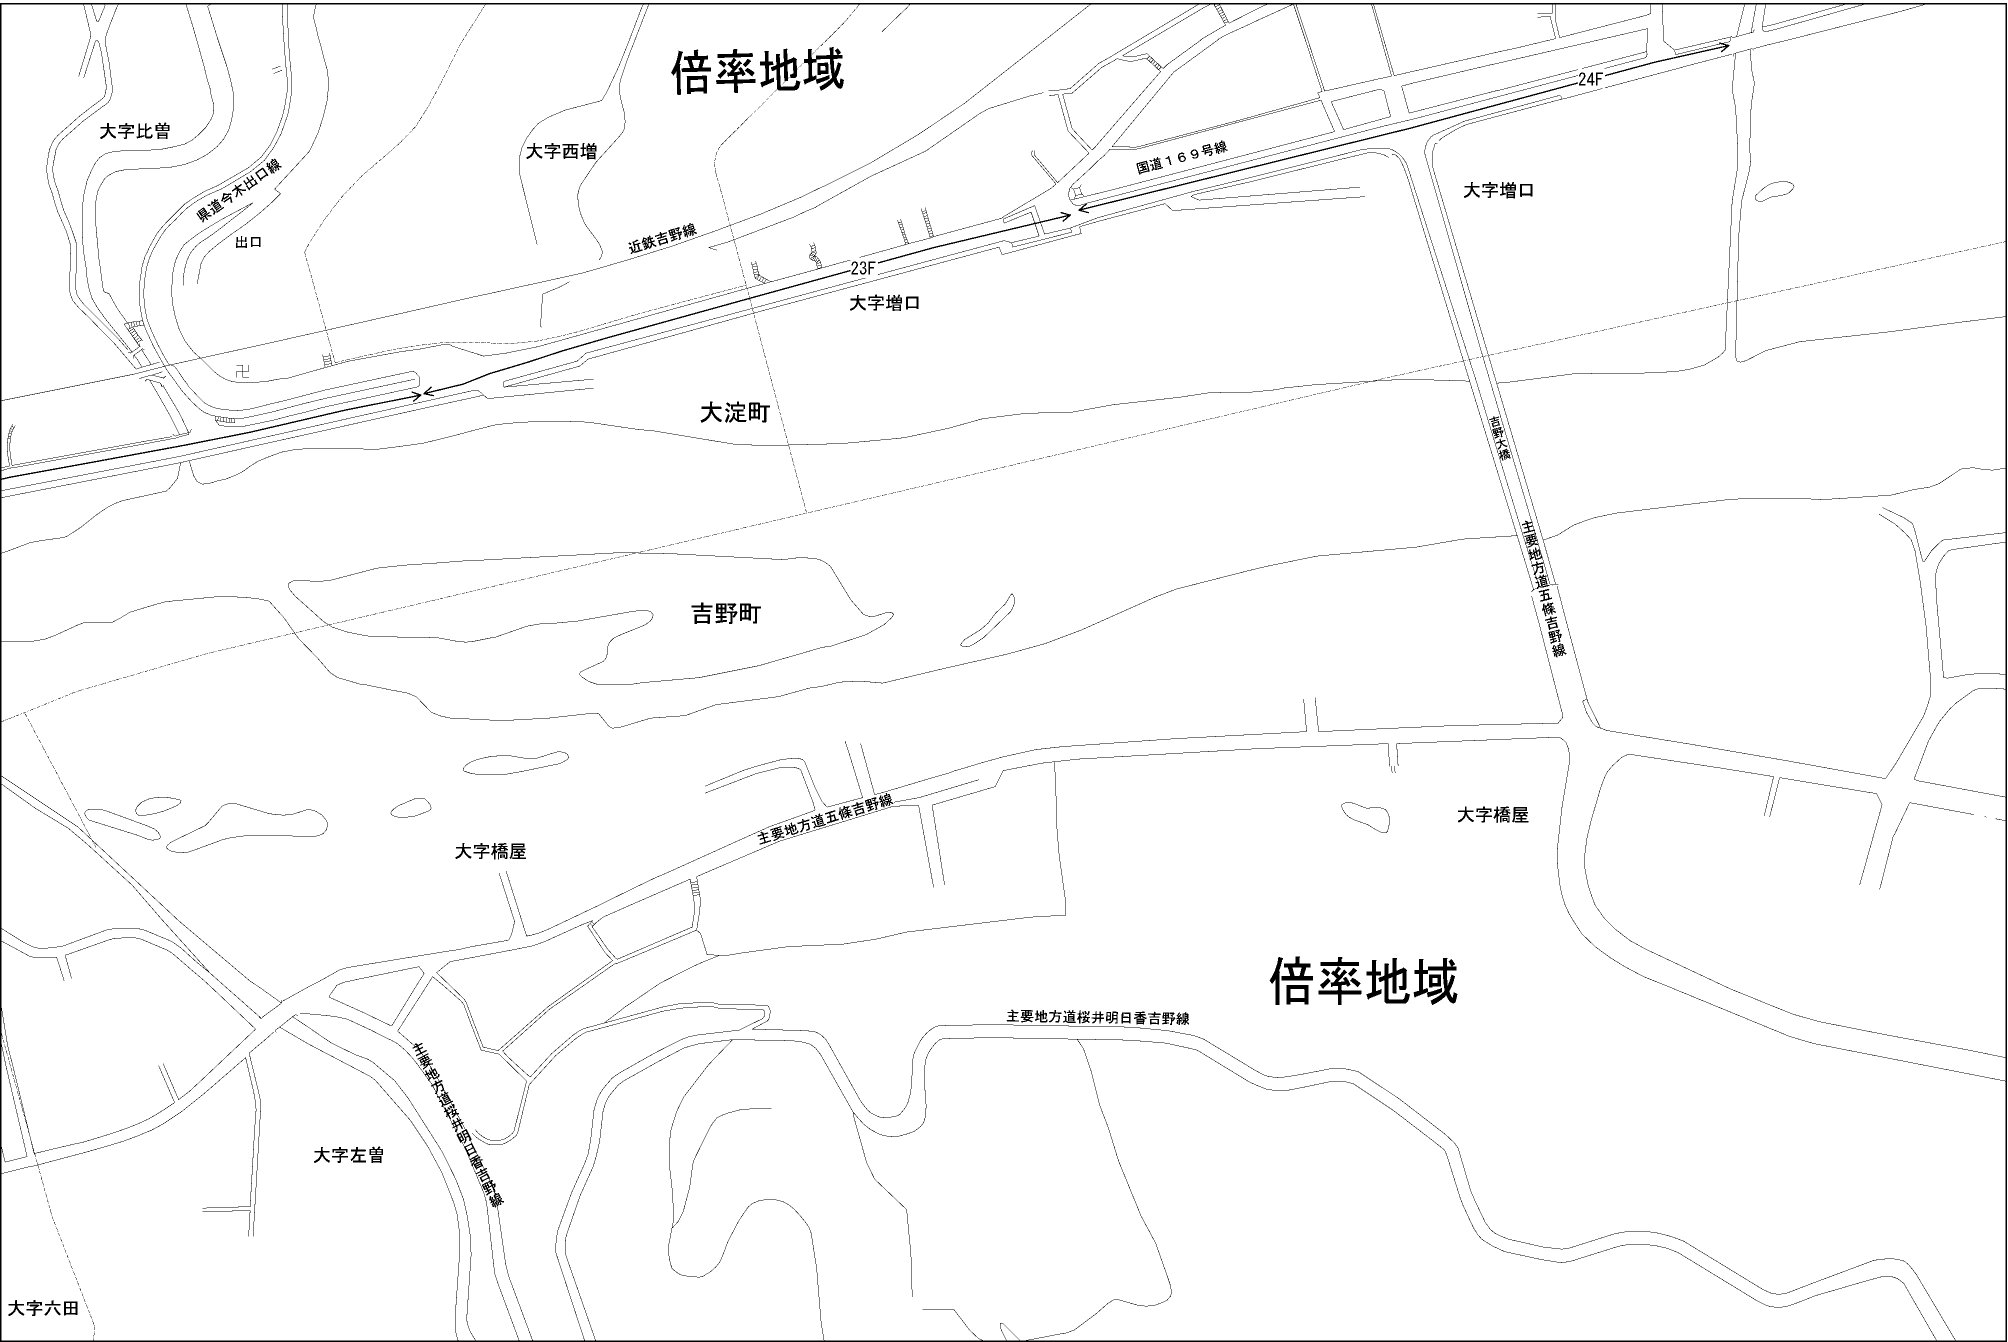 倍率地域
24F
大字比曽
大字西増
国道１６９号線
県道今木出口線
大字増口
出口
近鉄吉野線
23F
大字増口
大淀町
吉野大橋
主要地方道五條吉野線
吉野町
主要地方道五條吉野線
大字橋屋
大字橋屋
倍率地域
主要地方道桜井明日香吉野線
主要地方道桜井明日香吉野線
大字左曽
大字六田